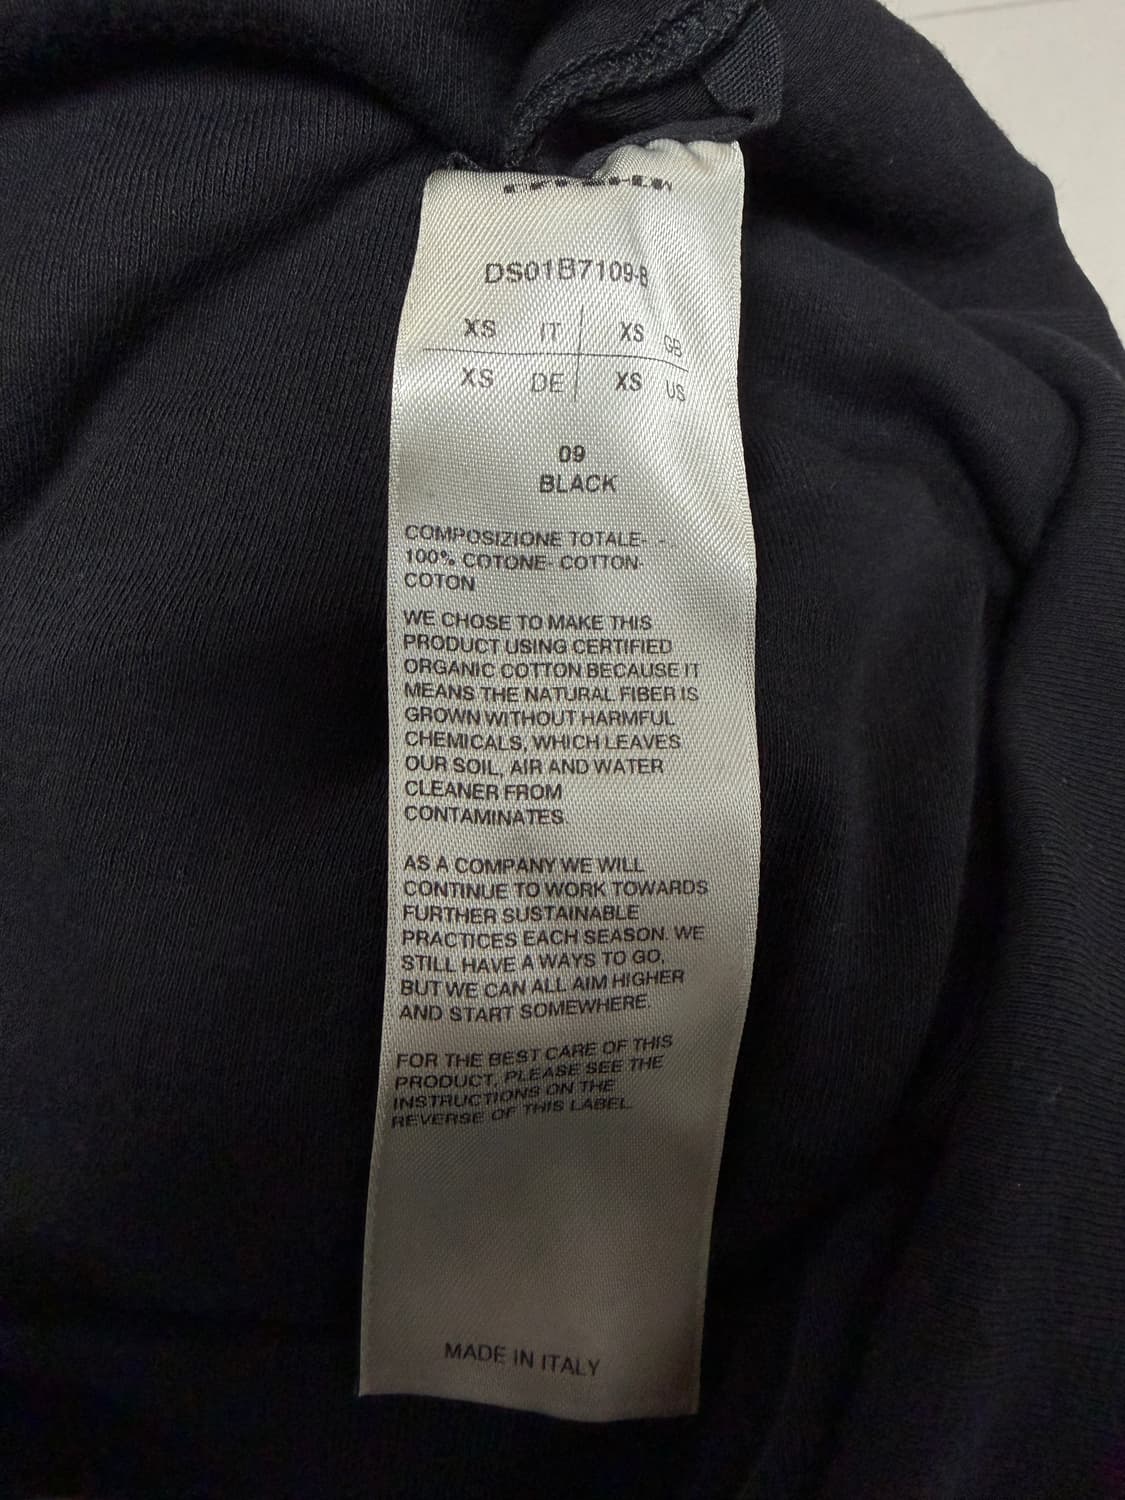 DS01B7109-B
XS IT XS GB
XS DE XS US
09
BLACK
COMPOSIZIONE TOTALE- -
100% COTONE- COTTON-
COTON
WE CHOSE TO MAKE THIS
PRODUCT USING CERTIFIED
ORGANIC COTTON BECAUSE IT
MEANS THE NATURAL FIBER IS
GROWN WITHOUT HARMFUL
CHEMICALS, WHICH LEAVES
OUR SOIL, AIR AND WATER
CLEANER FROM
CONTAMINATES.
AS A COMPANY WE WILL
CONTINUE TO WORK TOWARDS
FURTHER SUSTAINABLE
PRACTICES EACH SEASON. WE
STILL HAVE A WAYS TO GO,
BUT WE CAN ALL AIM HIGHER
AND START SOMEWHERE.
FOR THE BEST CARE OF THIS
PRODUCT, PLEASE SEE THE
INSTRUCTIONS ON THE
REVERSE OF THIS LABEL.
MADE IN ITALY